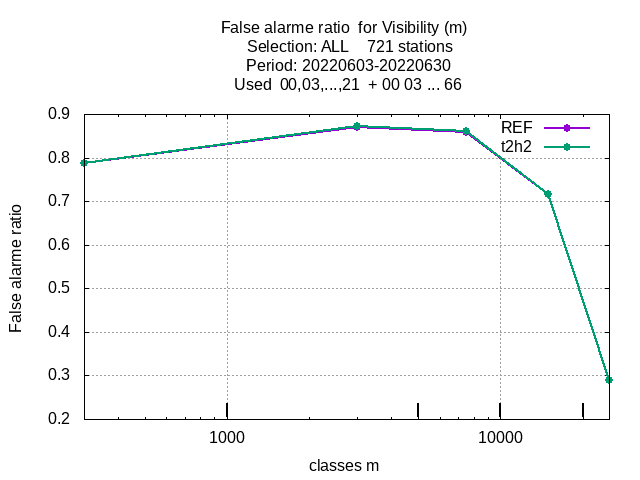 False alarme ratio  for Visibility (m)
Selection: ALL    721 stations
Period: 20220603-20220630
Used  00,03,...,21  + 00 03 ... 66
REF
t2h2
0.9
0.8
0.7
0.6
0.5
0.4
0.3
0.2
False alarme ratio
1000
10000
classes m